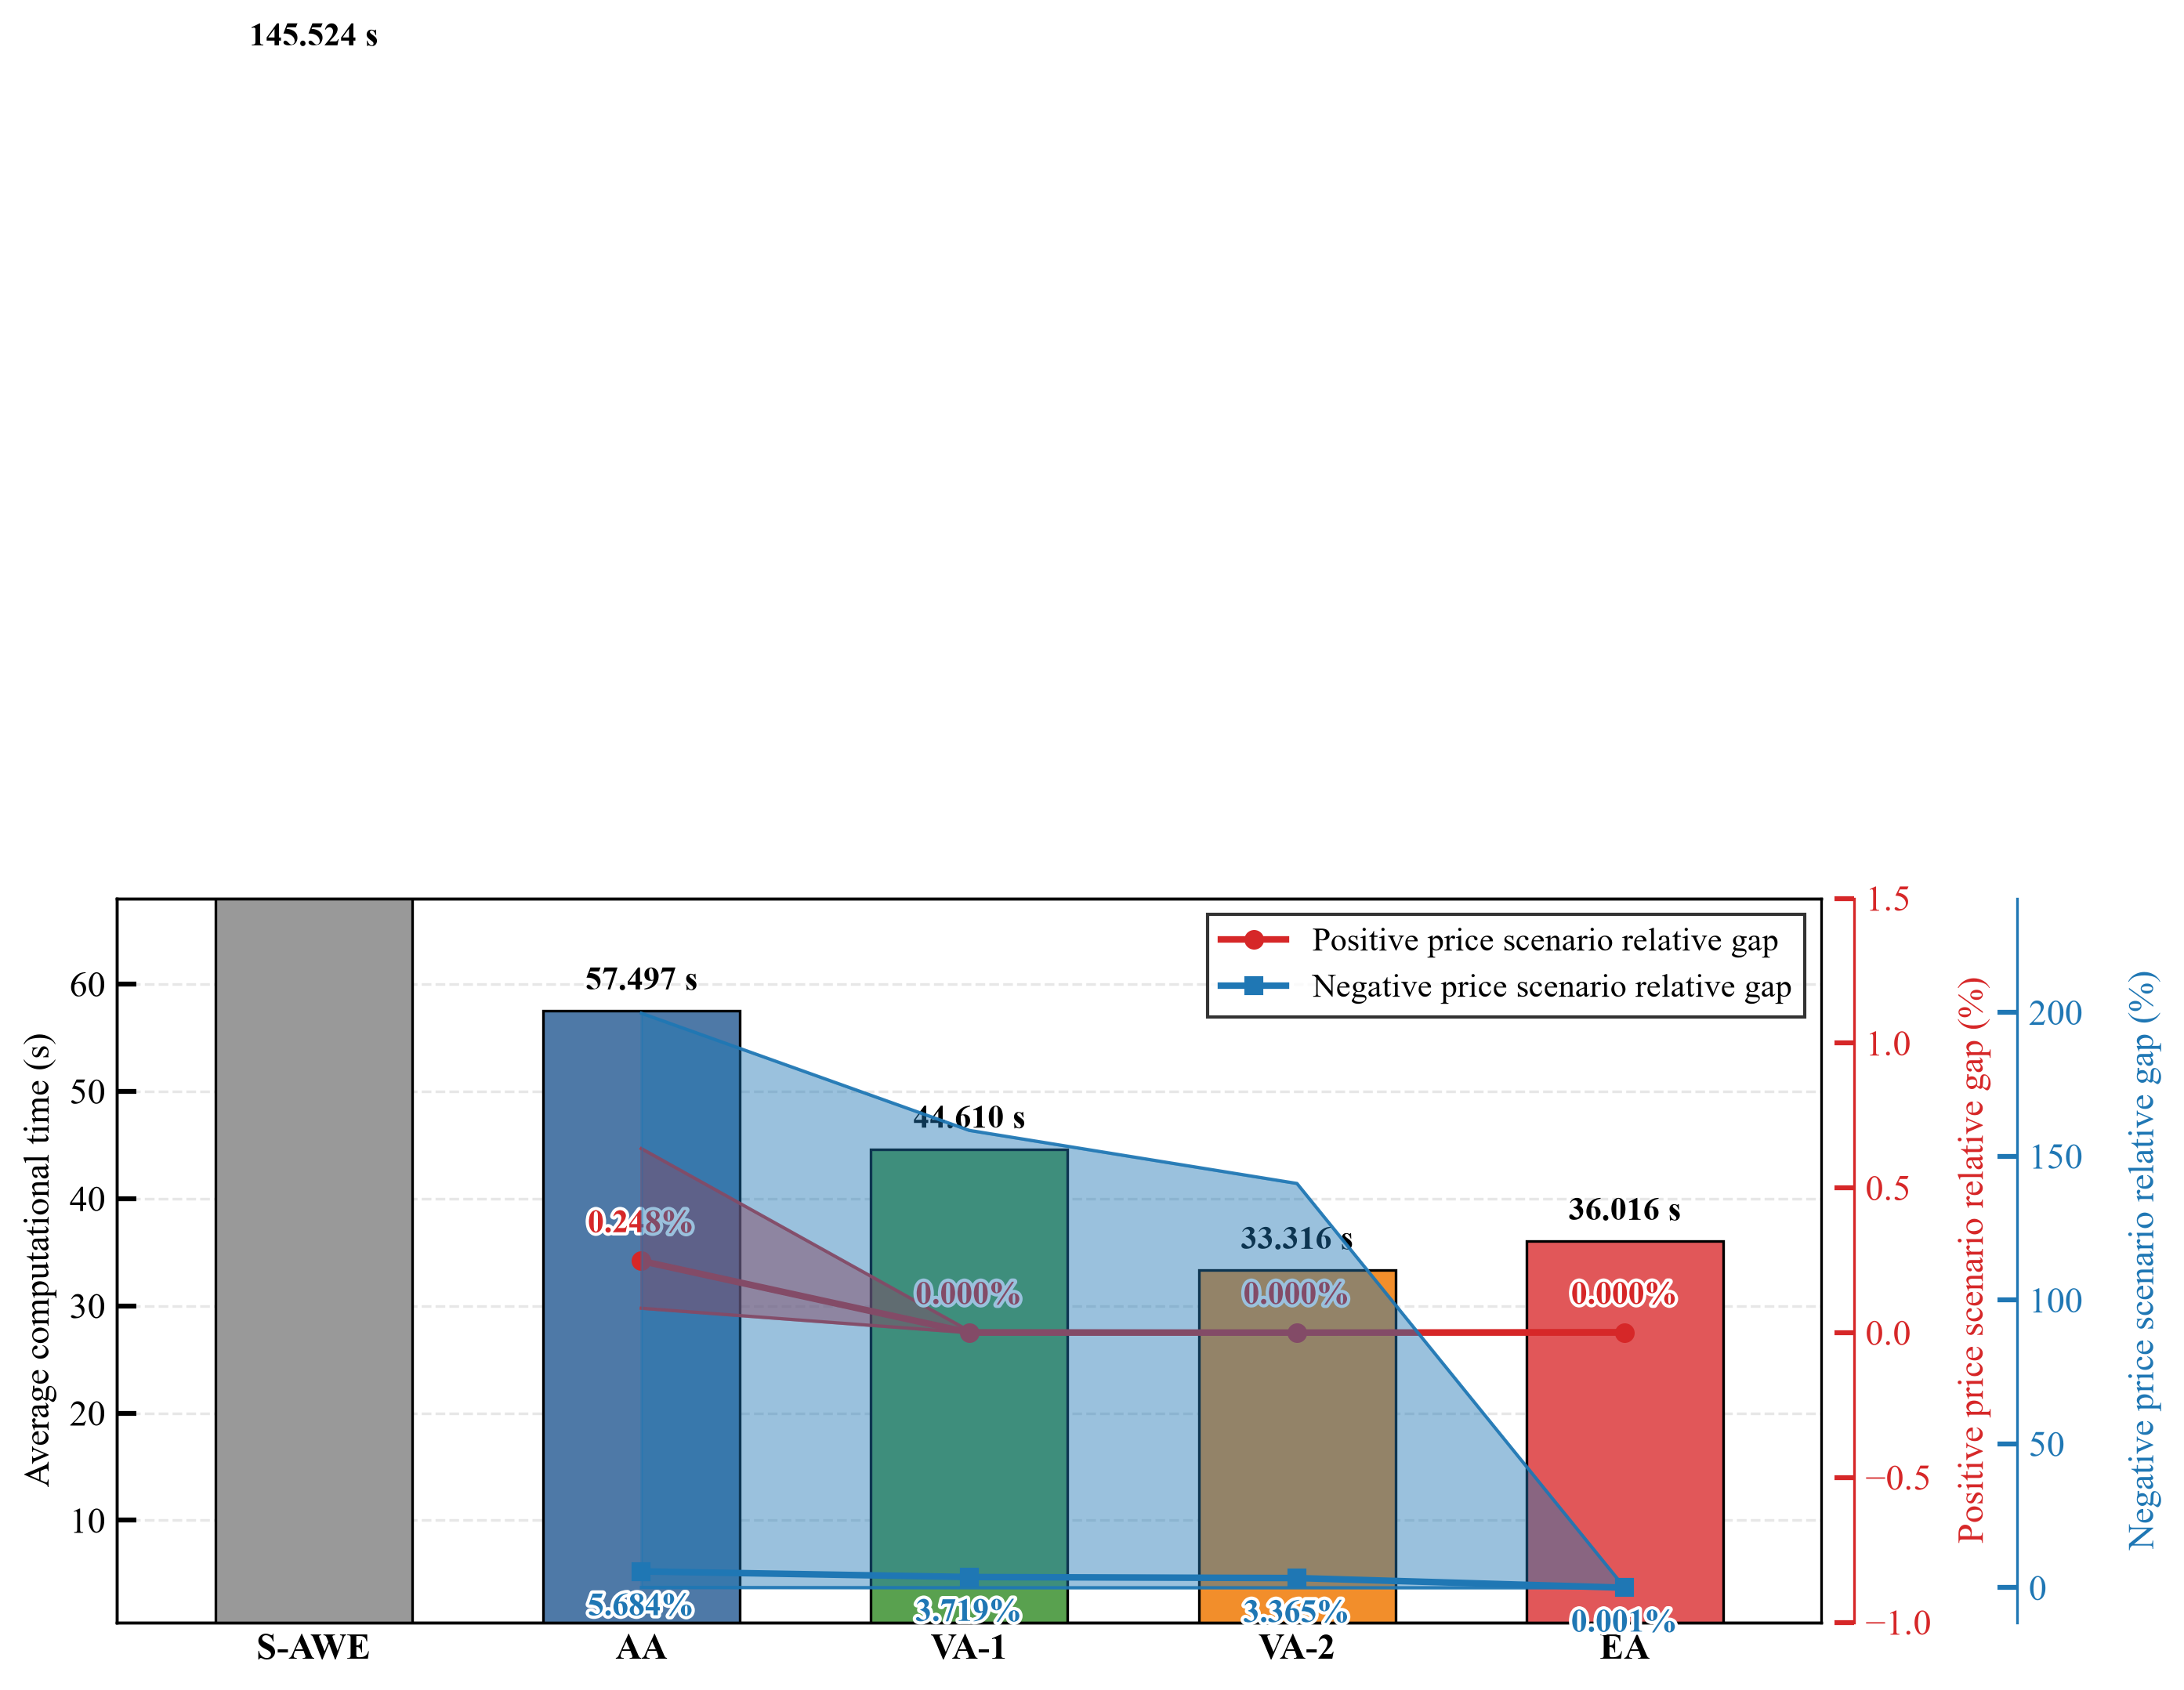 145.524 s
Positive price scenario relative gap
Negative price scenario relative gap
57.497 s
44.610 s
33.316 s
36.016 s
0.248%
0.000%
0.000%
0.000%
5.684%
3.719%
3.365%
0.001%
S-AWE
AA
VA-1
VA-2
EA
Average computational time (s)
60
50
40
30
20
10
Positive price scenario relative gap (%)
1.5
1.0
0.5
0.0
−0.5
−1.0
Negative price scenario relative gap (%)
200
150
100
50
0